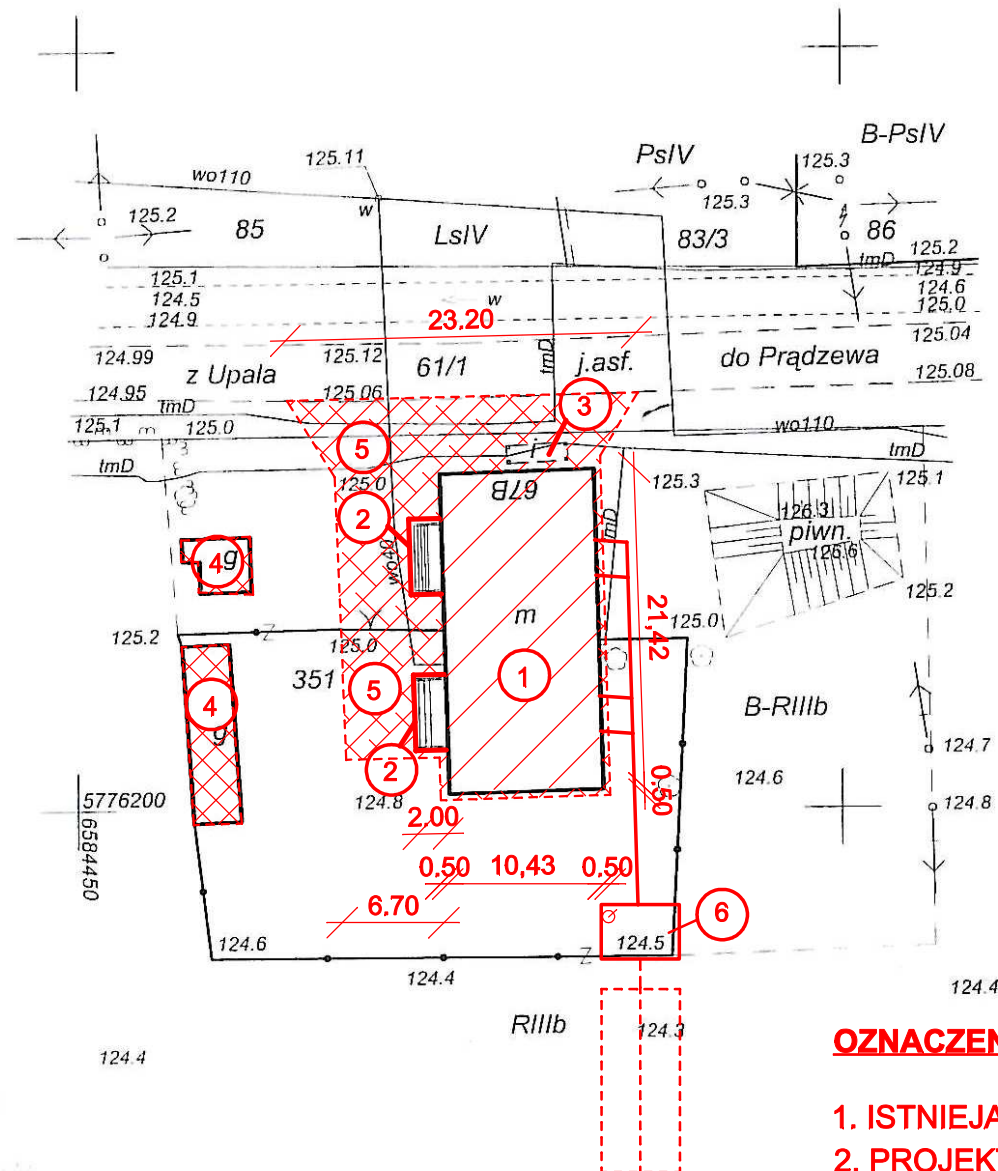 B-PsIV
125.11
PsIV
125.3
wo110
125.3
w
125.2
85
LsIV
83/3
86
125.2
tmD
124.9
125.1
124.6
124.5
w
125.0
124.9
23.20
125.04
124.99
125.12
tmD
z Upała
61/1
j.asf.
do Prądzewa
125.08
124.95
125.06
tmD
3
125.1
125.0
wo110
5
i
tmD
tmD
125.0
67B
125.3
125.1
2
mD
126.3
piwn.
126.6
4
g
wo40
125.2
21,42
m
125.2
125.0
125.0
351
5
1
4
g
B-RIIIb
124.7
2
0.50
124.6
5776200
124.8
124.8
6584450
2.00
0.50
10,43
0.50
6.70
6
124.6
124.5
124.4
124.4
RIIIb
124.3
124.4
OZNACZEN
1. ISTNIEJA
2. PROJEKT